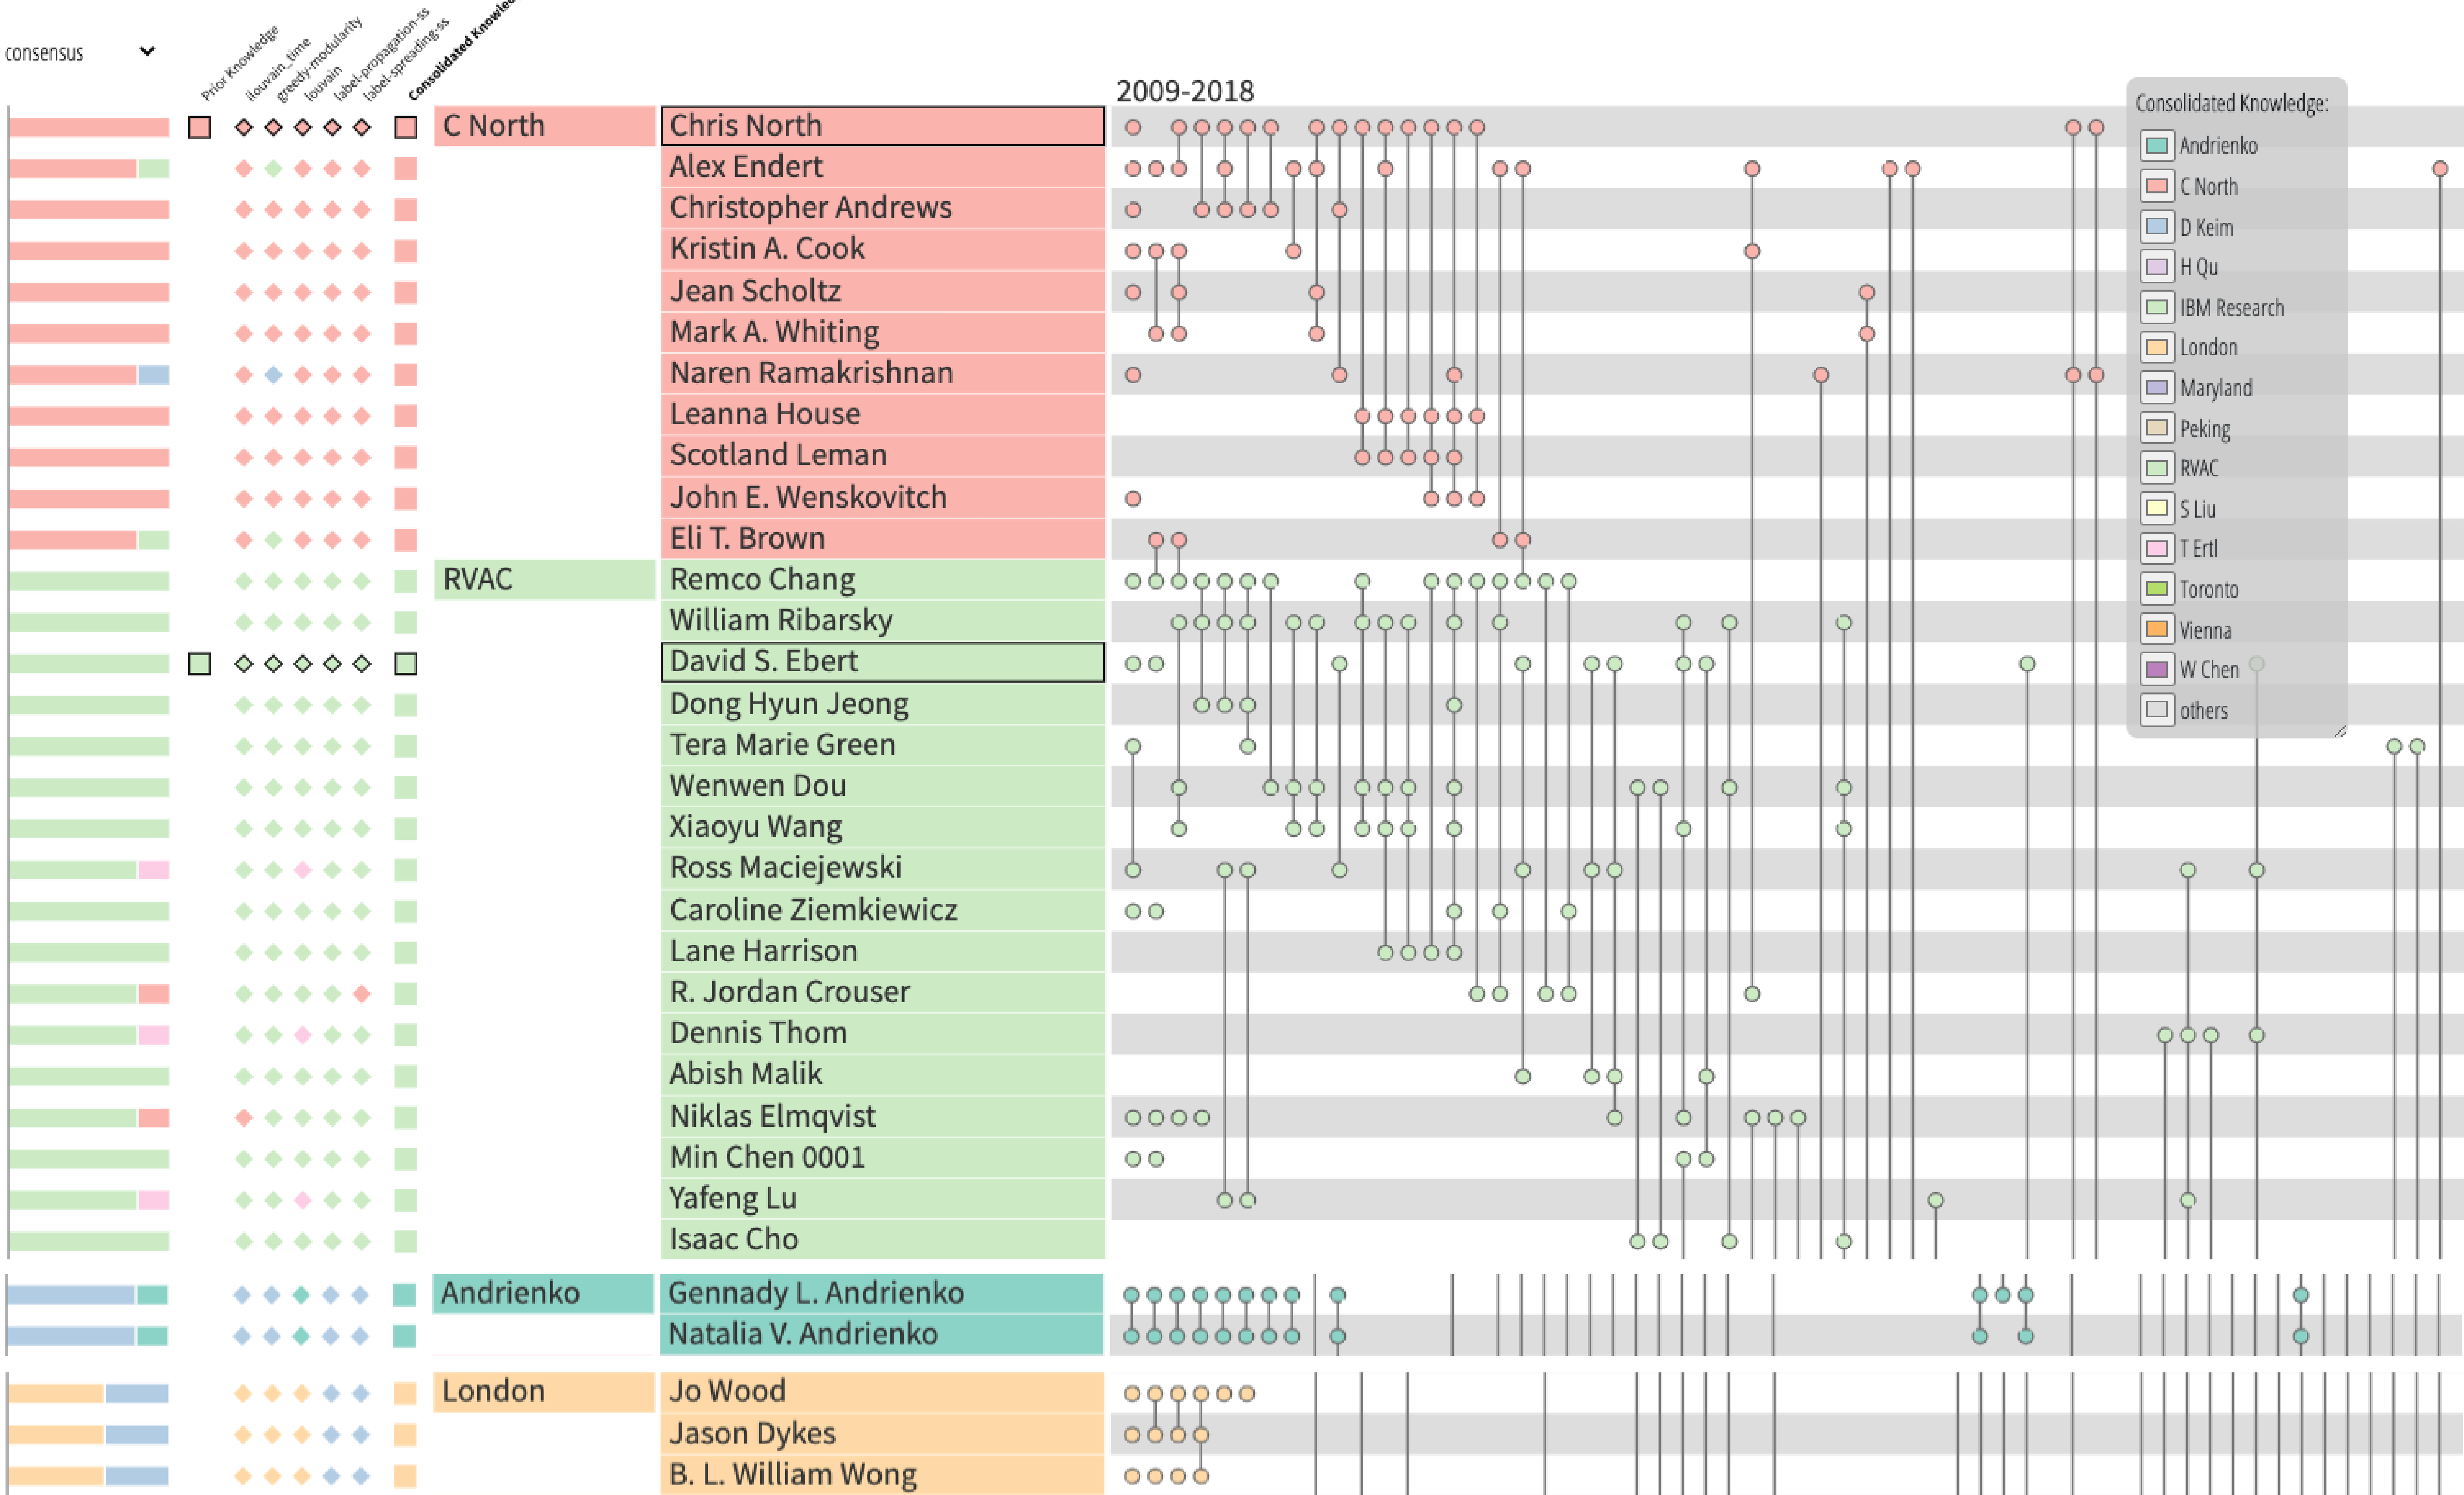 consensus
Prior Knowledge
ilouvain_time
greedy-modularity
louvain
label-propagation-ss
label-spreading-ss
2009-2018
Consolidated Knowledge:
C North
Chris North
Andrienko
Alex Endert
C North
Christopher Andrews
D Keim
Kristin A. Cook
H Qu
Jean Scholtz
IBM Research
Mark A. Whiting
London
Naren Ramakrishnan
Maryland
Leanna House
Peking
Scotland Leman
RVAC
John E. Wenskovitch
S Liu
Eli T. Brown
T Ertl
RVAC
Remco Chang
Toronto
William Ribarsky
Vienna
David S. Ebert
W Chen
Dong Hyun Jeong
others
Tera Marie Green
Wenwen Dou
Xiaoyu Wang
Ross Maciejewski
Caroline Ziemkiewicz
Lane Harrison
R. Jordan Crouser
Dennis Thom
Abish Malik
Niklas Elmqvist
Min Chen 0001
Yafeng Lu
Isaac Cho
Andrienko
Gennady L. Andrienko
Natalia V. Andrienko
London
Jo Wood
Jason Dykes
B. L. William Wong